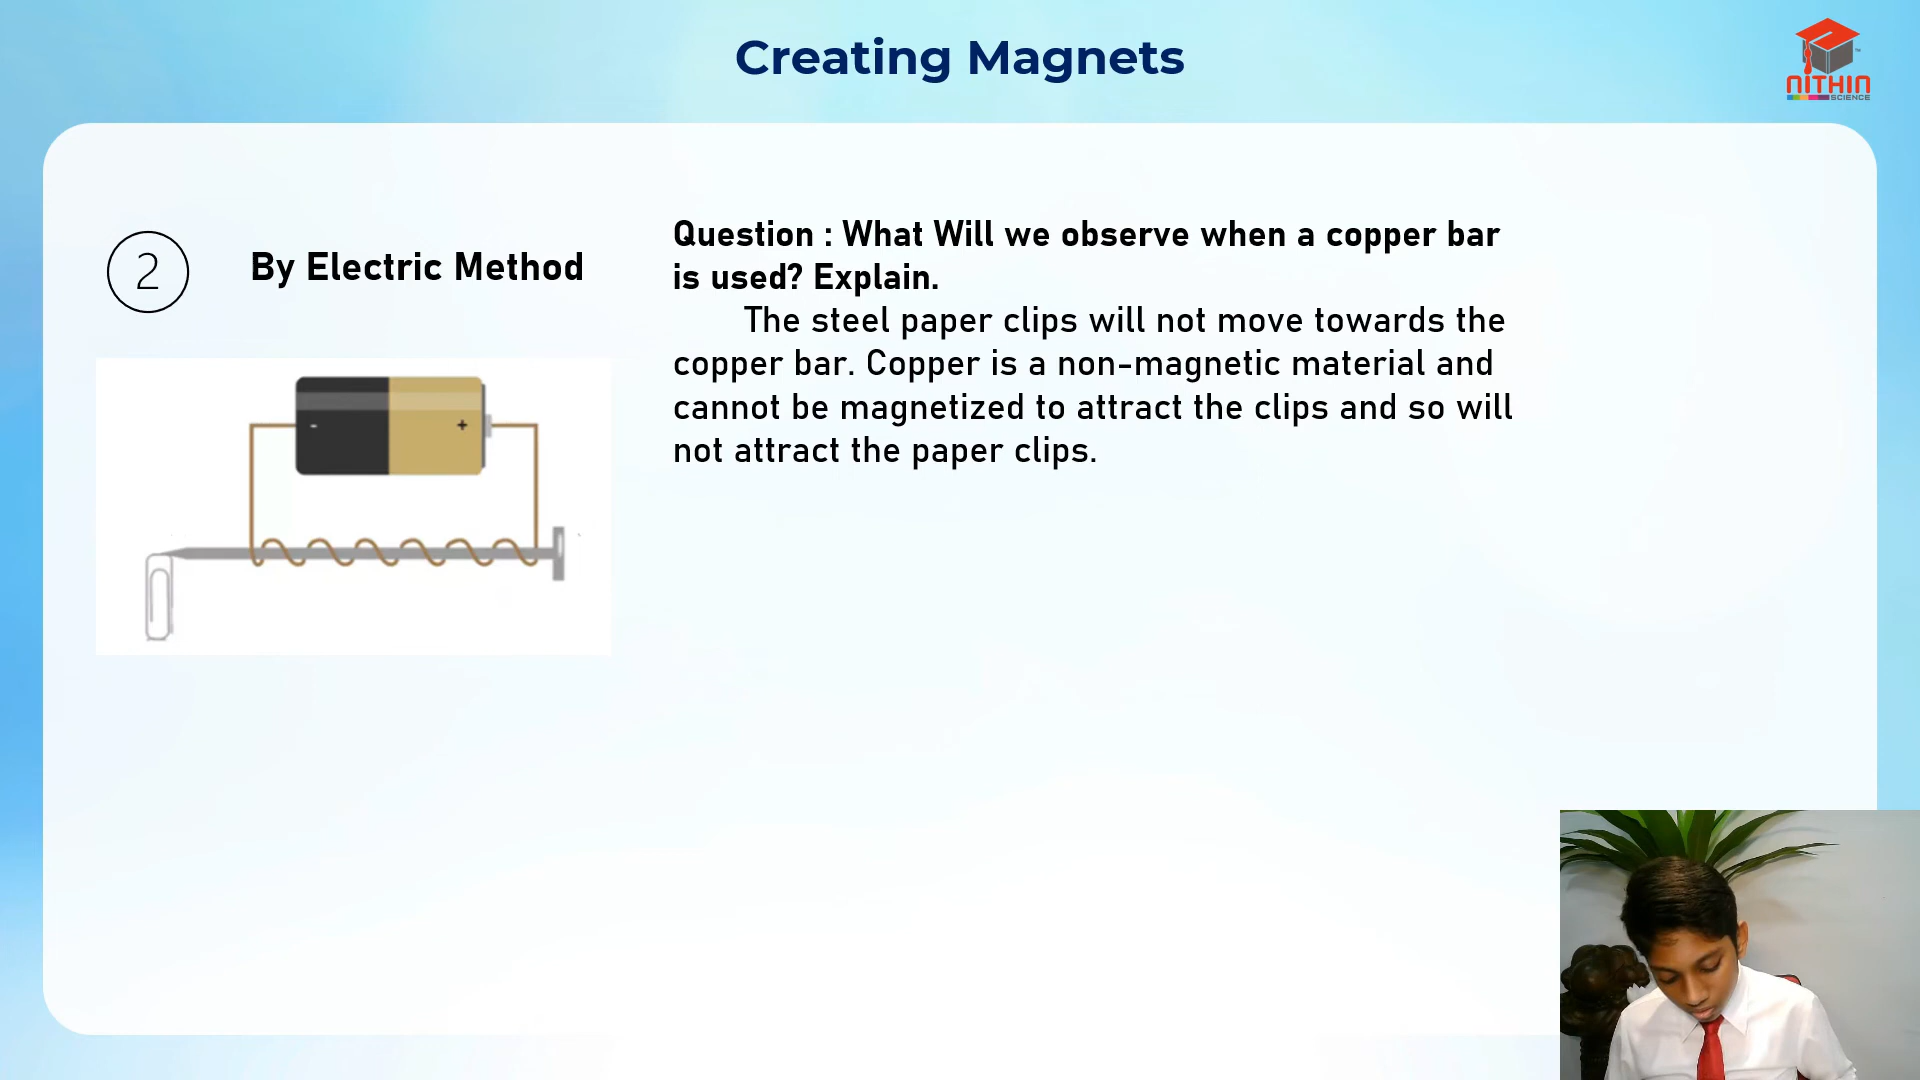 Creating Magnets
NITHIN
SCIENCE
2
By Electric Method
- +
Question : What Will we observe when a copper bar
is used? Explain.
The steel paper clips will not move towards the
copper bar. Copper is a non-magnetic material and
cannot be magnetized to attract the clips and so will
not attract the paper clips.